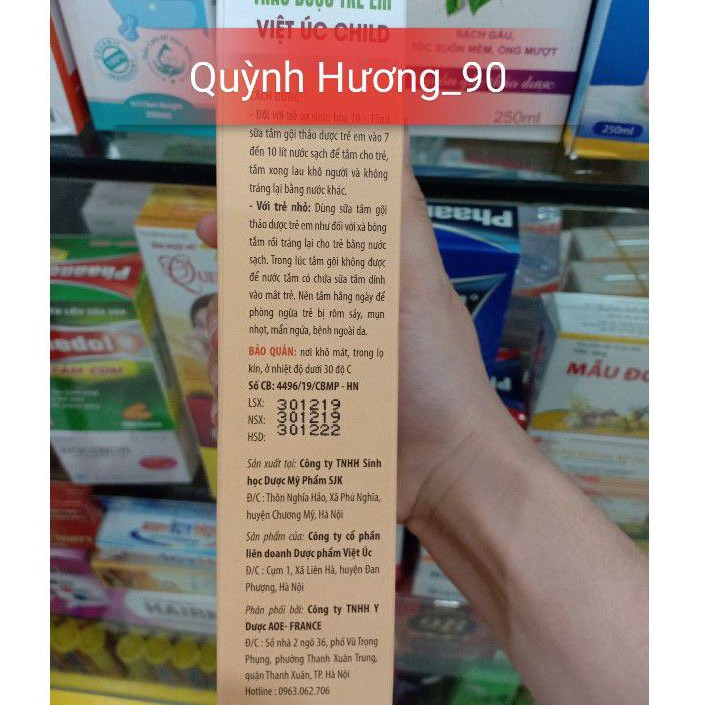 THẢO DƯỢC TRẺ EM
VIỆT ÚC CHILD
Quỳnh Hương_90
CÁCH DÙNG:
- Đối với trẻ sơ sinh: hòa 10 - 15ml
sữa tắm gội thảo dược trẻ em vào 7
đến 10 lít nước sạch để tắm cho trẻ,
tắm xong lau khô người và không
tráng lại bằng nước khác.
- Với trẻ nhỏ: Dùng sữa tắm gội
thảo dược trẻ em như đối với xà bông
tắm rồi tráng lại cho trẻ bằng nước
sạch. Trong lúc tắm gội không được
để nước tắm có chứa sữa tắm dính
vào mắt trẻ. Nên tắm hằng ngày để
phòng ngừa trẻ bị rôm sảy, mụn
nhọt, mẩn ngứa, bệnh ngoài da.
BẢO QUẢN: nơi khô mát, trong lọ
kín, ở nhiệt độ dưới 30 độ C
Số CB: 4496/19/CBMP - HN
LSX: 301219
NSX: 301219
HSD: 301222
Sản xuất tại: Công ty TNHH Sinh
học Dược Mỹ Phẩm SJK
Đ/C : Thôn Nghĩa Hảo, Xã Phú Nghĩa,
huyện Chương Mỹ, Hà Nội
Sản phẩm của: Công ty cổ phần
liên doanh Dược phẩm Việt Úc
Đ/C : Cụm 1, Xã Liên Hà, huyện Đan
Phượng, Hà Nội
Phân phối bởi: Công ty TNHH Y
Dược AOE- FRANCE
Đ/C : Số nhà 2 ngõ 36, phố Vũ Trọng
Phụng, phường Thanh Xuân Trung,
quận Thanh Xuân, TP. Hà Nội
Hotline : 0963.062.706
SẠCH GÀU,
TÓC SUÔN MỀM, ÓNG MƯỢT
250ml
250ml
MẪU ĐƠ